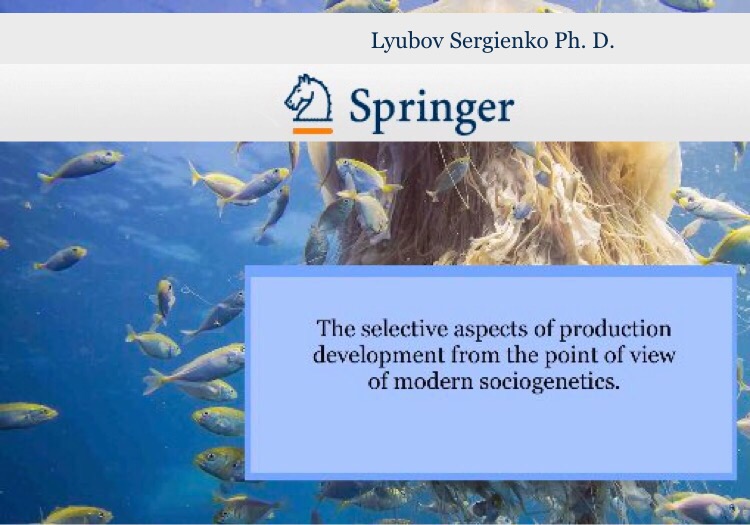 Lyubov Sergienko Ph. D.
Springer
The selective aspects of production
development from the point of view
of modern sociogenetics.